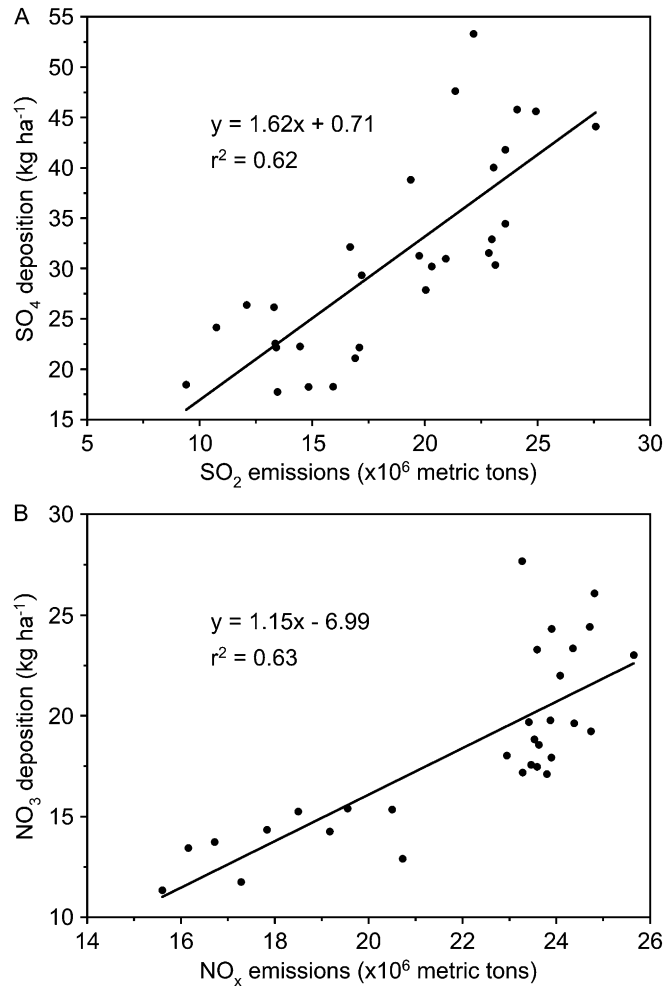 A
SO₄ deposition (kg ha⁻¹)
55
50
45
40
35
30
25
20
15
y = 1.62x + 0.71
r² = 0.62
5 10 15 20 25 30
SO₂ emissions (x10⁶ metric tons)
B
NO₃ deposition (kg ha⁻¹)
30
25
20
15
10
y = 1.15x - 6.99
r² = 0.63
14 16 18 20 22 24 26
NOₓ emissions (x10⁶ metric tons)